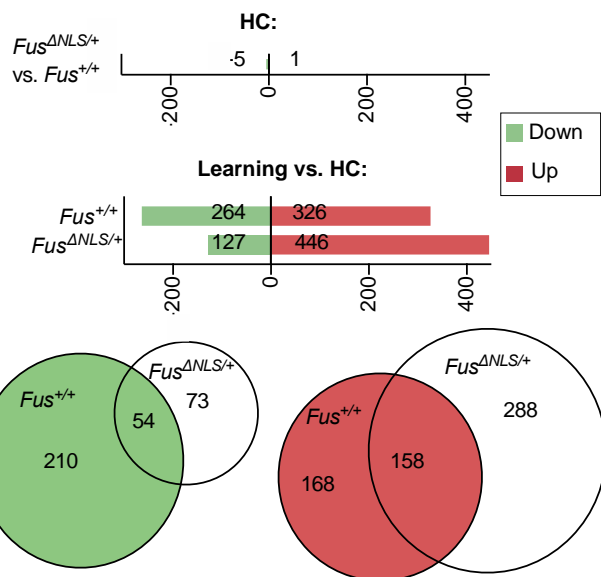 HC:
Fus^ΔNLS/+
vs. Fus^+/+
-5 1
-200 0 200 400
Down
Up
Learning vs. HC:
Fus^+/+ 264 326
Fus^ΔNLS/+ 127 446
-200 0 200 400
Fus^+/+ Fus^ΔNLS/+
210 54 73
Fus^+/+ Fus^ΔNLS/+
168 158 288